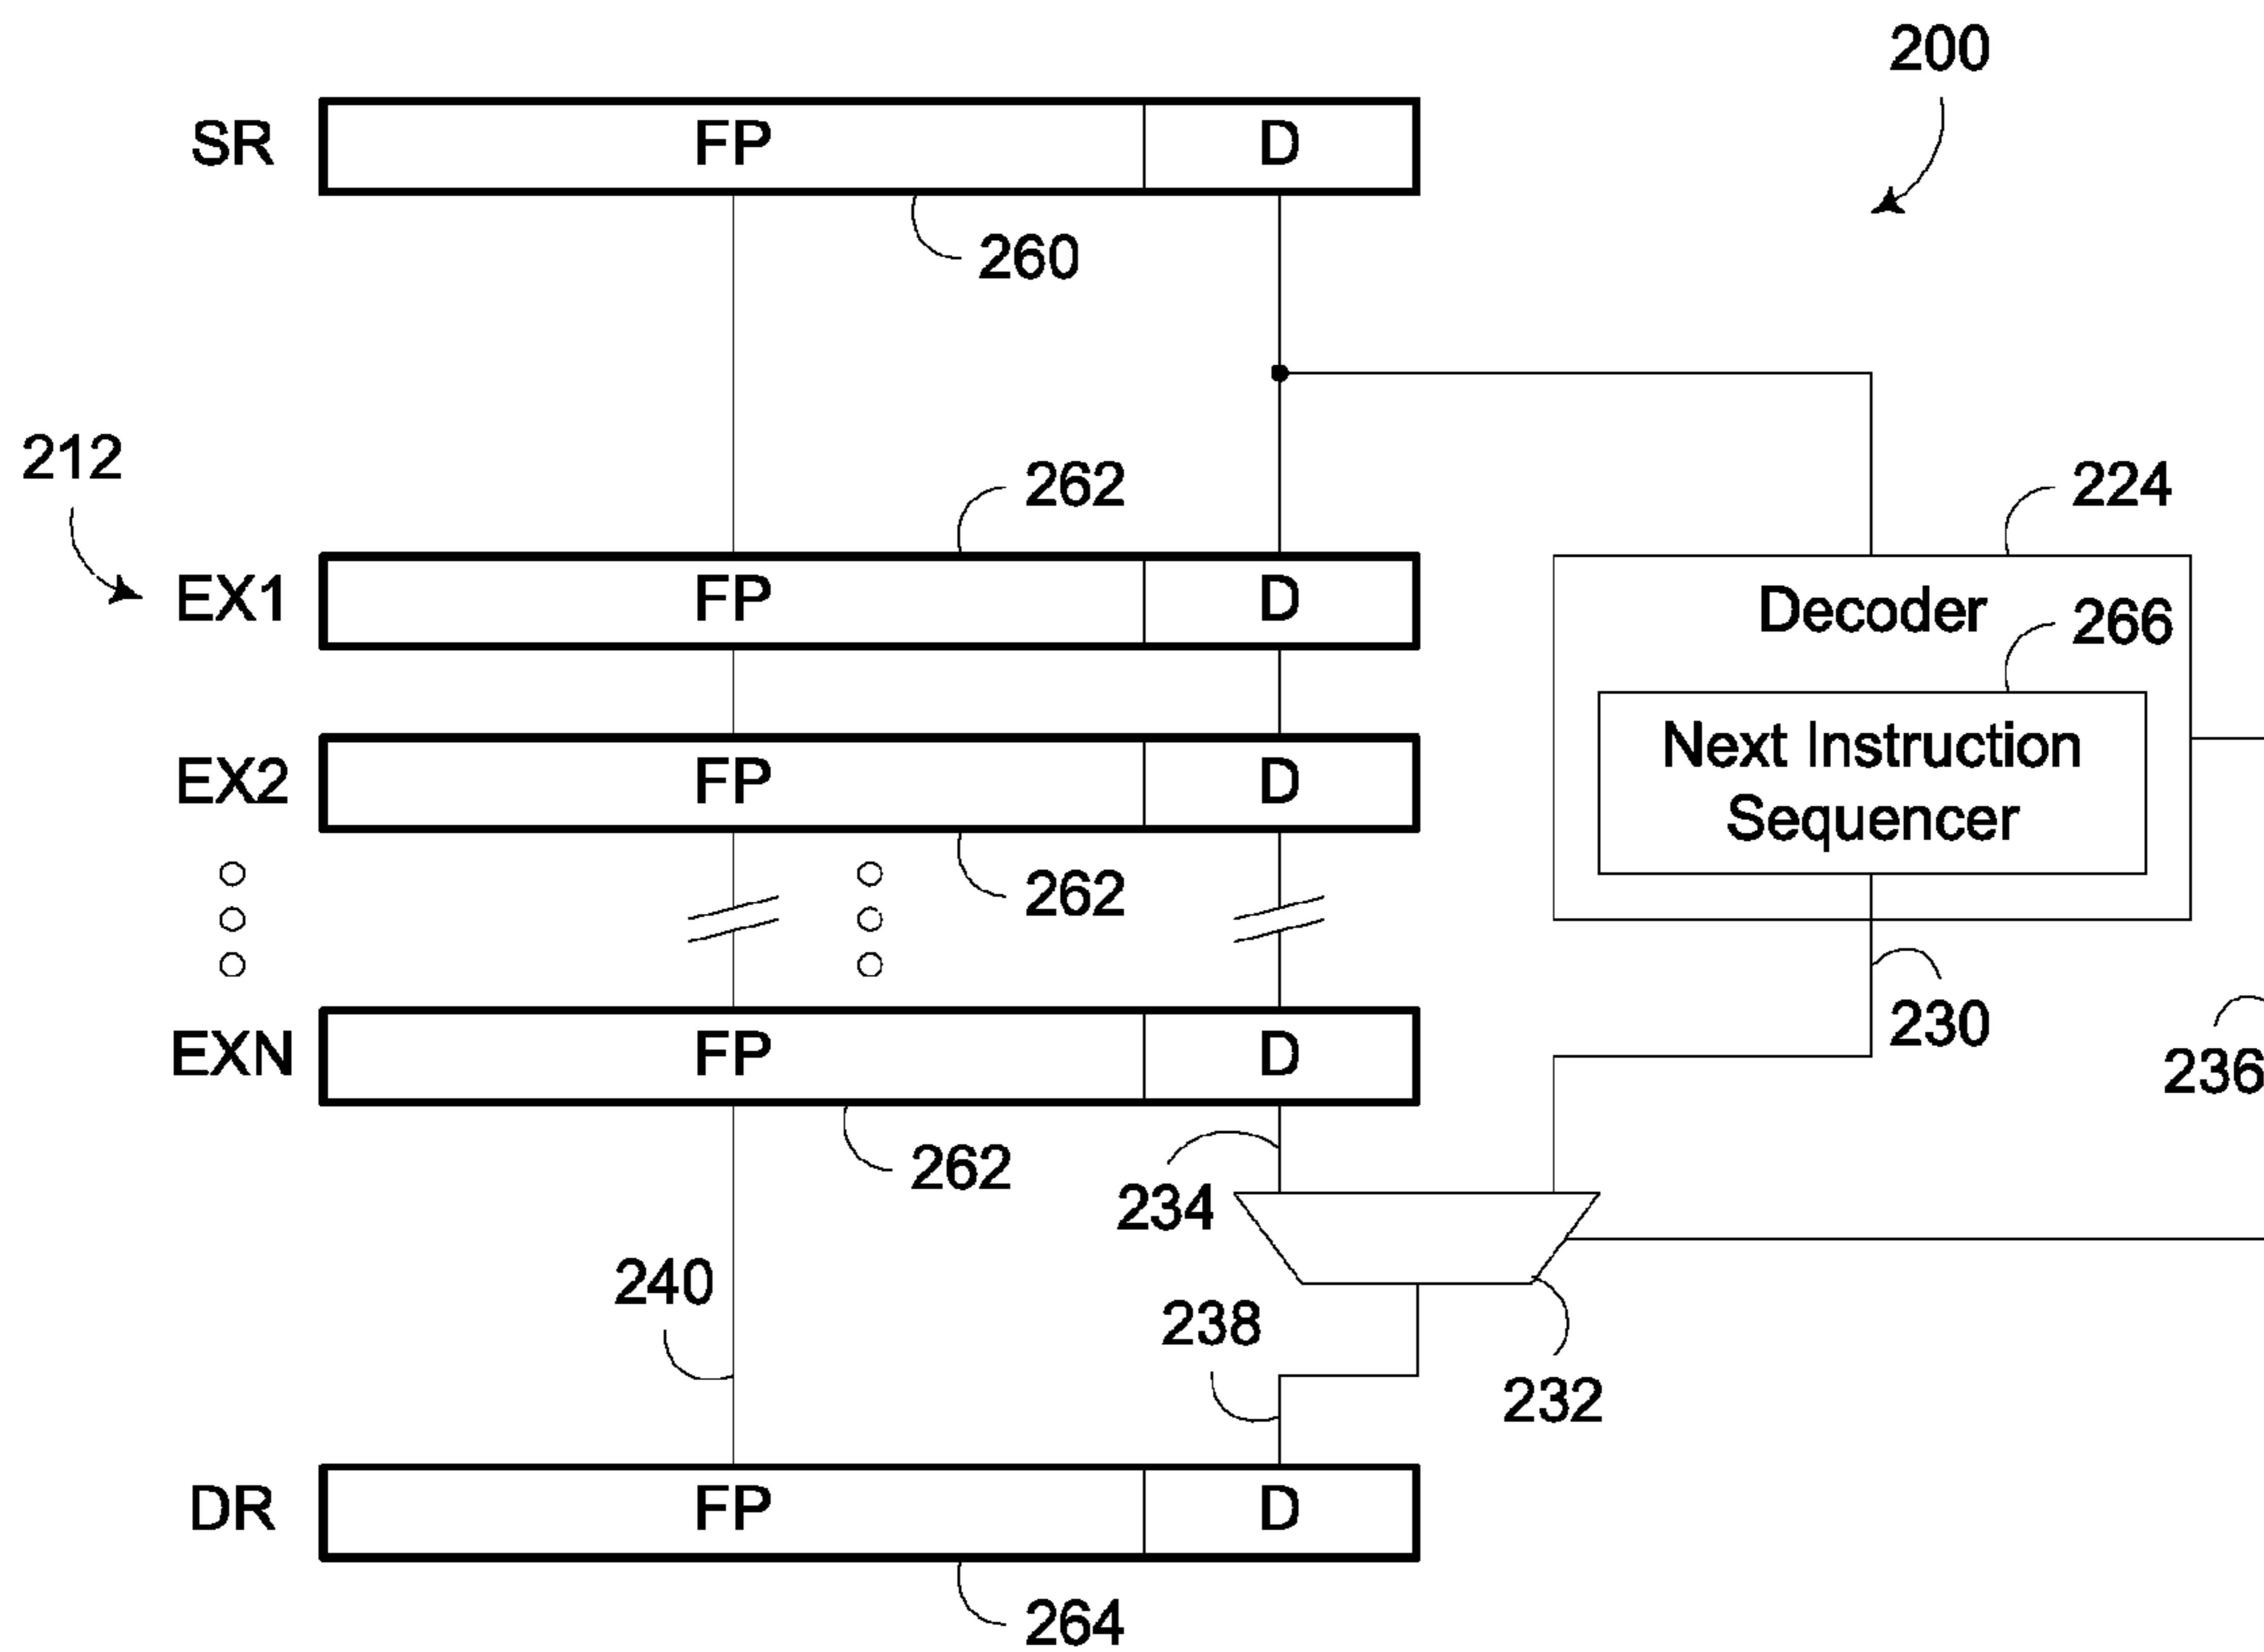 200
SR FP D
260
212
262
224
EX1 FP D
Decoder
266
EX2 FP D
Next Instruction
Sequencer
262
EXN FP D
230
236
262
234
240
238
232
DR FP D
264